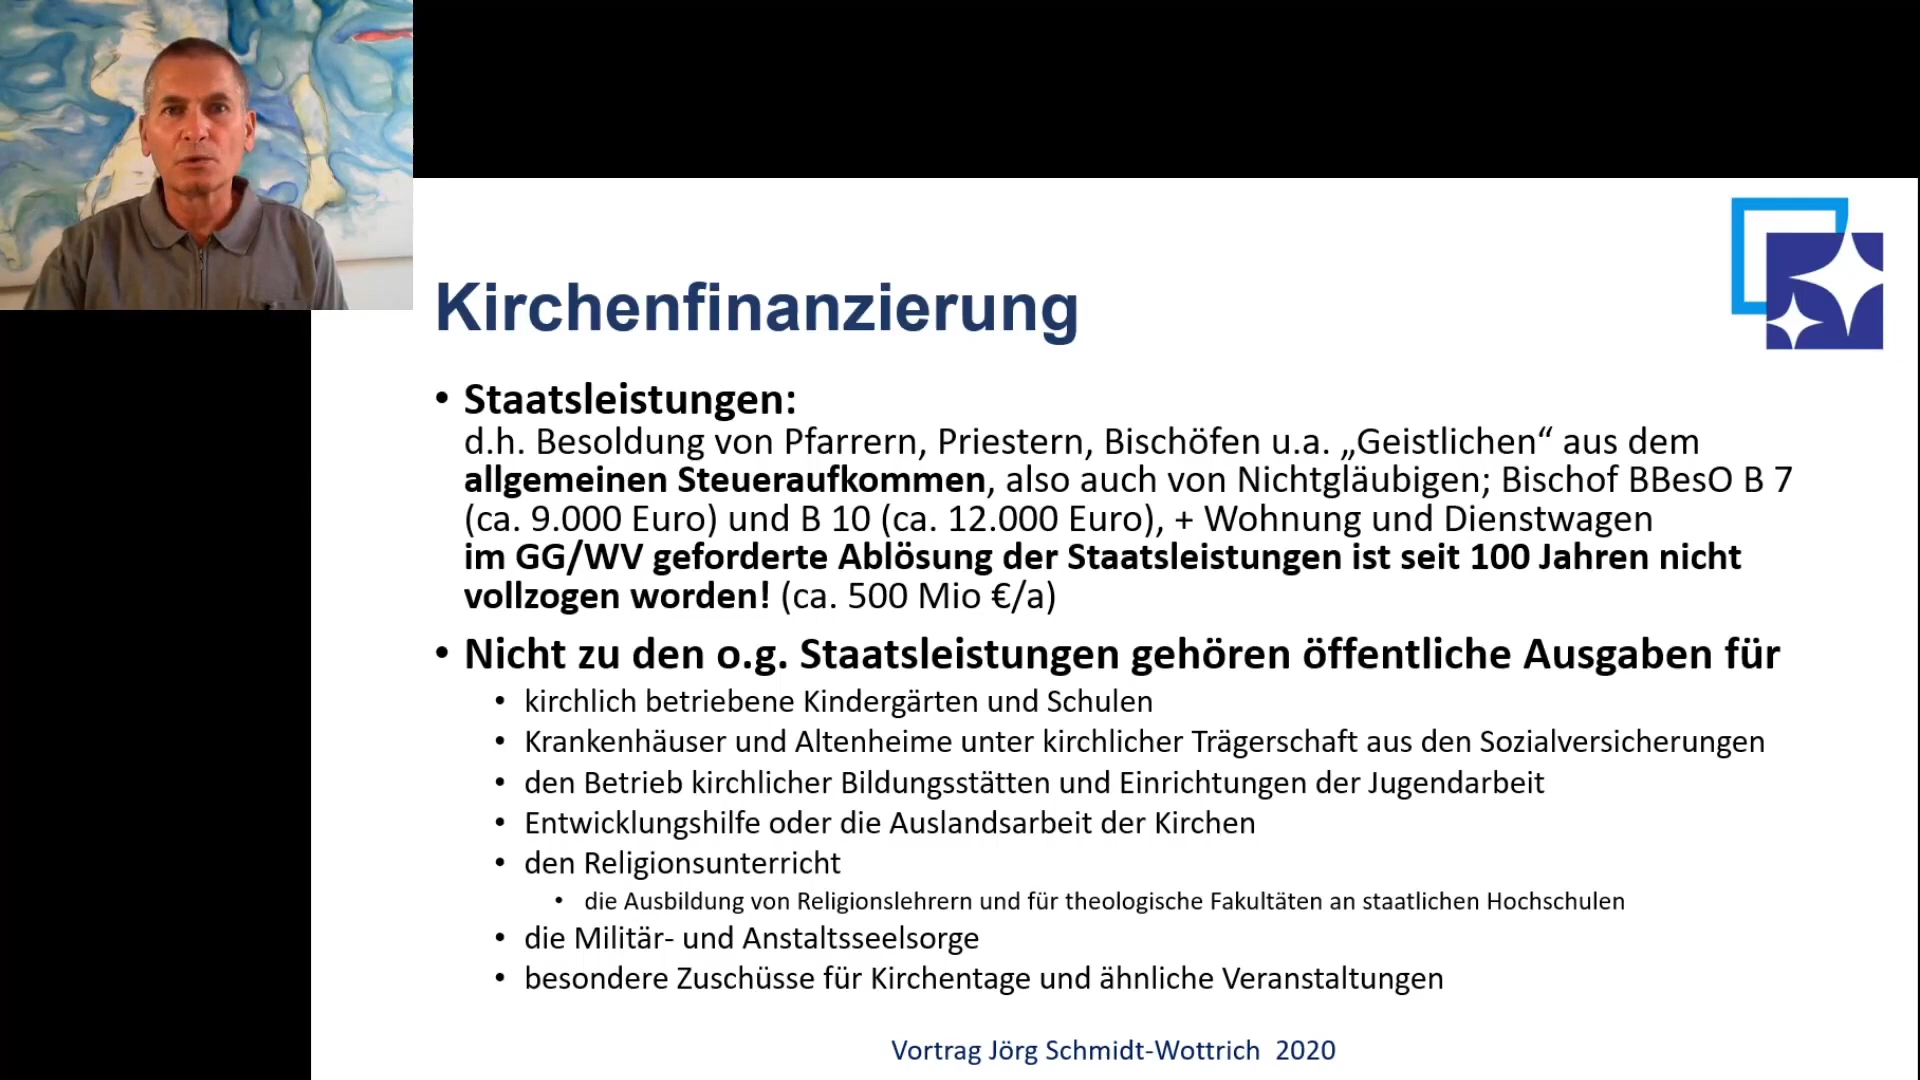 Kirchenfinanzierung
• Staatsleistungen:
d.h. Besoldung von Pfarrern, Priestern, Bischöfen u.a. „Geistlichen“ aus dem
allgemeinen Steueraufkommen, also auch von Nichtgläubigen; Bischof BBesO B 7
(ca. 9.000 Euro) und B 10 (ca. 12.000 Euro), + Wohnung und Dienstwagen
im GG/WV geforderte Ablösung der Staatsleistungen ist seit 100 Jahren nicht
vollzogen worden! (ca. 500 Mio €/a)
• Nicht zu den o.g. Staatsleistungen gehören öffentliche Ausgaben für
• kirchlich betriebene Kindergärten und Schulen
• Krankenhäuser und Altenheime unter kirchlicher Trägerschaft aus den Sozialversicherungen
• den Betrieb kirchlicher Bildungsstätten und Einrichtungen der Jugendarbeit
• Entwicklungshilfe oder die Auslandsarbeit der Kirchen
• den Religionsunterricht
• die Ausbildung von Religionslehrern und für theologische Fakultäten an staatlichen Hochschulen
• die Militär- und Anstaltsseelsorge
• besondere Zuschüsse für Kirchentage und ähnliche Veranstaltungen
Vortrag Jörg Schmidt-Wottrich 2020